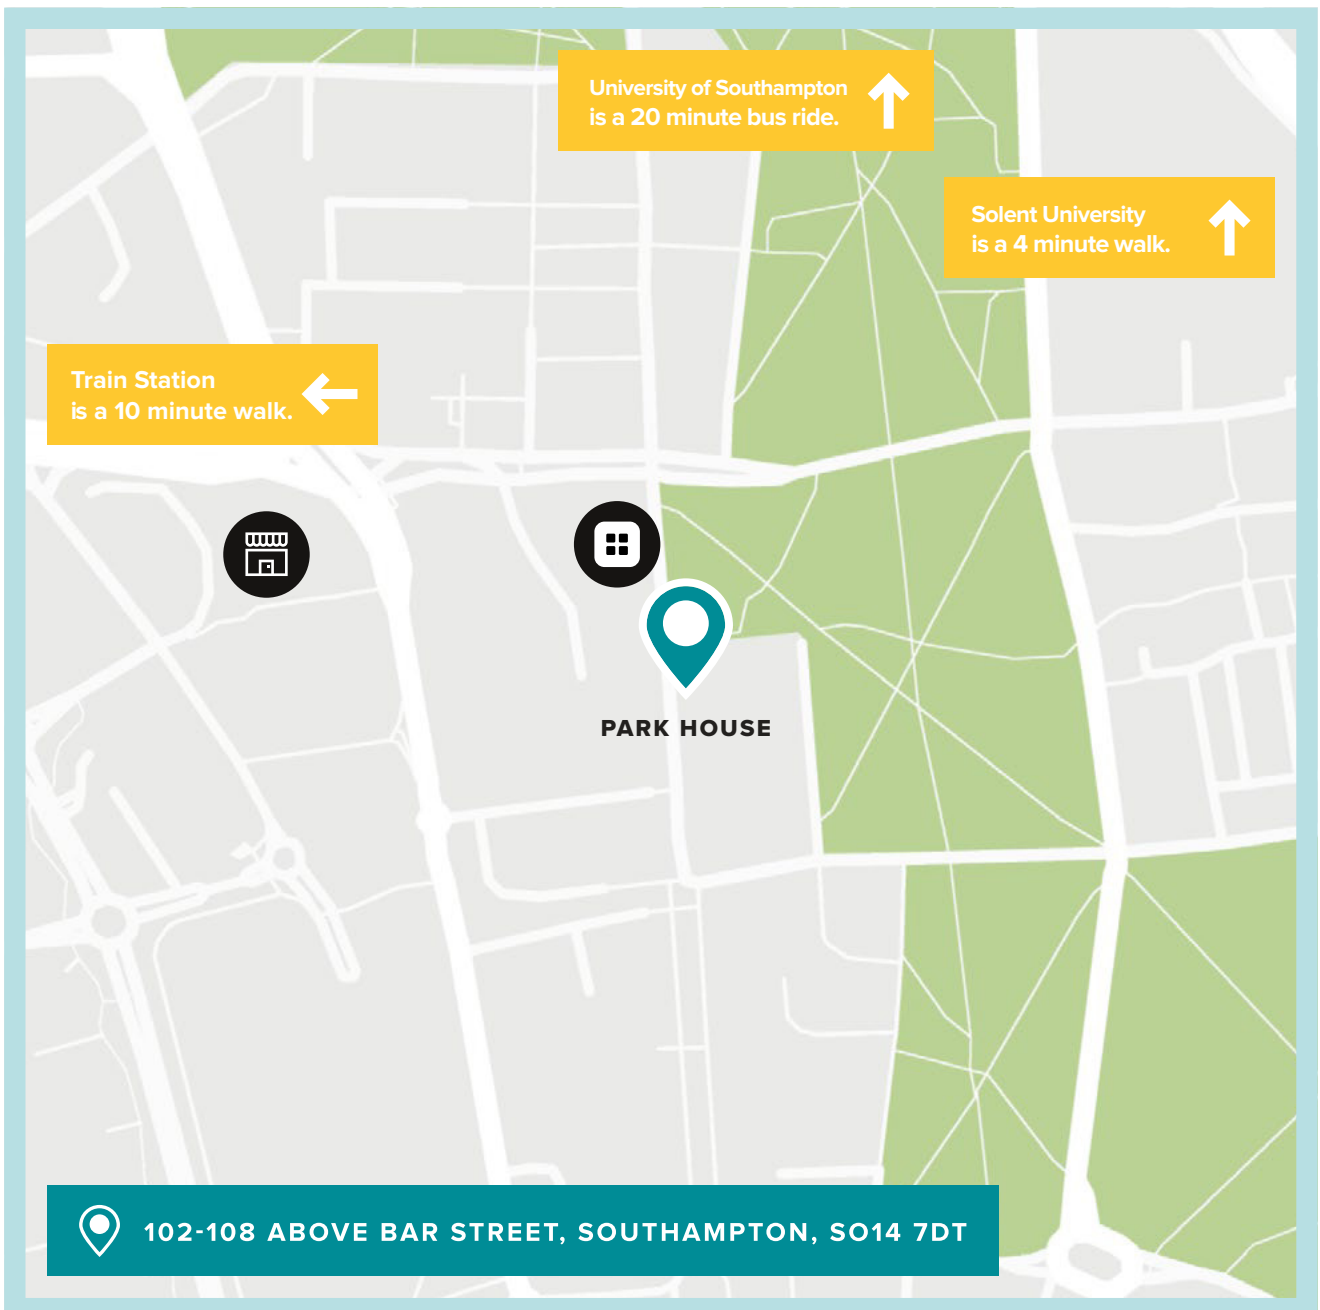 University of Southampton
is a 20 minute bus ride.
Solent University
is a 4 minute walk.
Train Station
is a 10 minute walk.
PARK HOUSE
102-108 ABOVE BAR STREET, SOUTHAMPTON, SO14 7DT